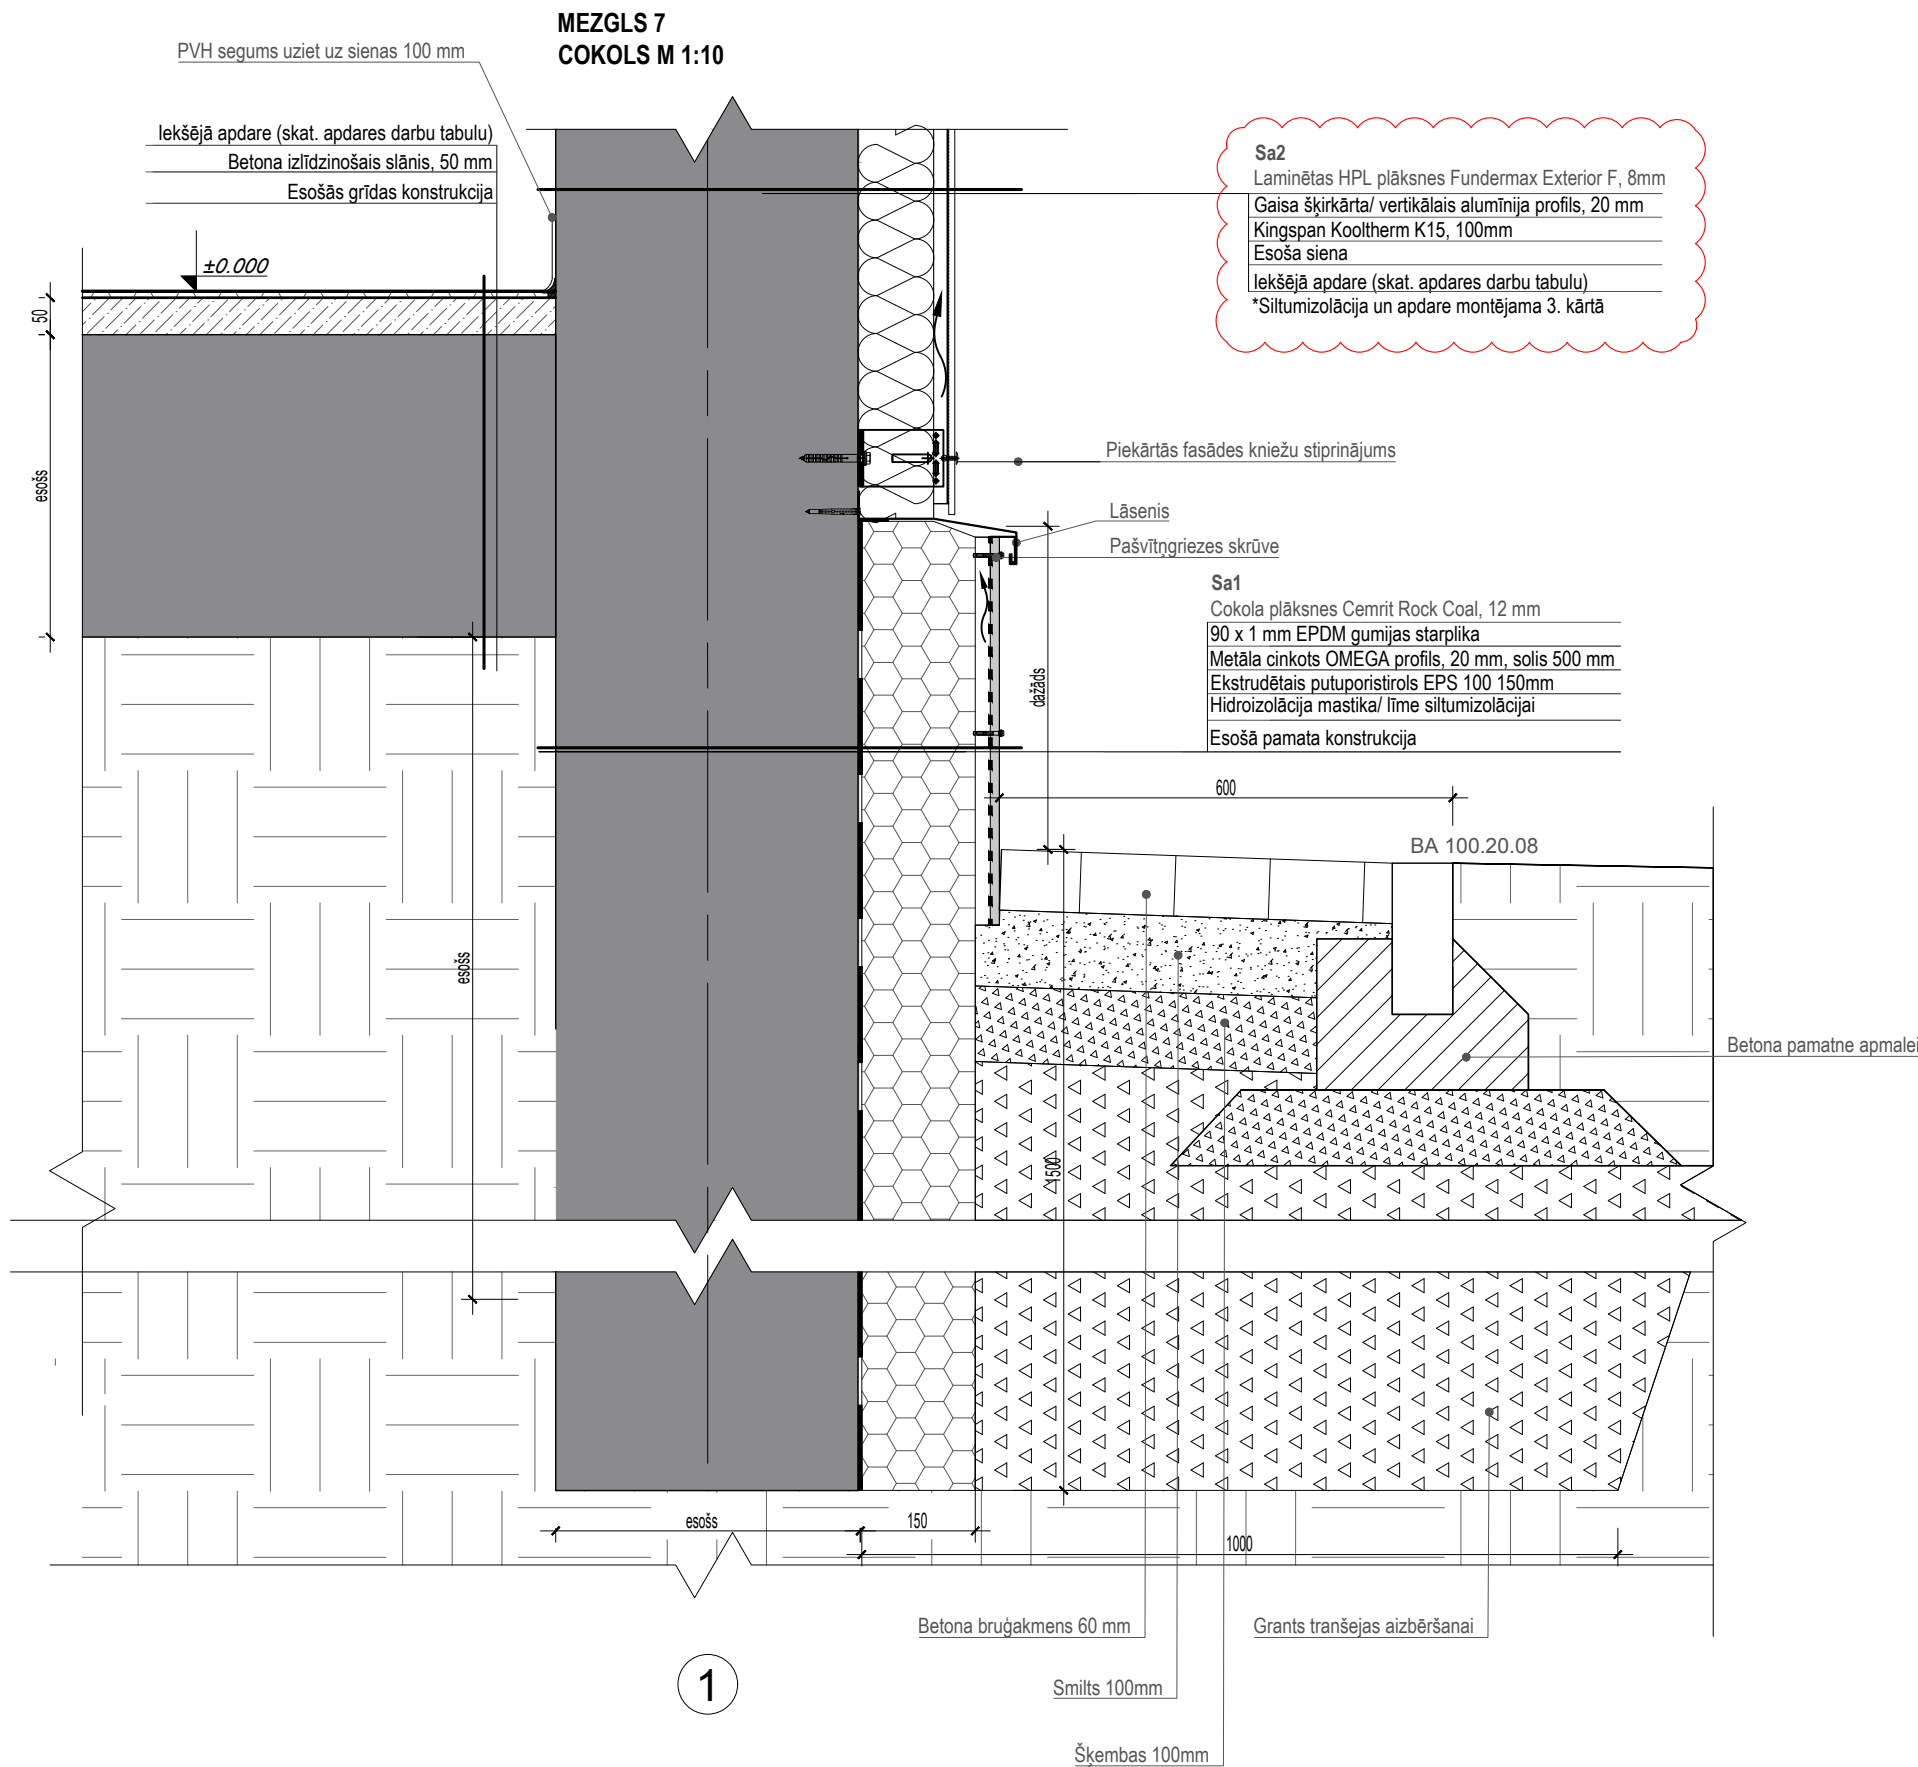 MEZGLS 7
COKOLS M 1:10
PVH segums uziet uz sienas 100 mm
Iekšējā apdare (skat. apdares darbu tabulu)
Betona izlīdzinošais slānis, 50 mm
Esošās grīdas konstrukcija
±0.000
50
esošs
Sa2
Laminētas HPL plāksnes Fundermax Exterior F, 8mm
Gaisa šķirkārta/ vertikālais alumīnija profils, 20 mm
Kingspan Kooltherm K15, 100mm
Esoša siena
Iekšējā apdare (skat. apdares darbu tabulu)
*Siltumizolācija un apdare montējama 3. kārtā
Piekārtās fasādes kniežu stiprinājums
Lāsenis
Pašvītņgriezes skrūve
Sa1
Cokola plāksnes Cemrit Rock Coal, 12 mm
90 x 1 mm EPDM gumijas starplika
Metāla cinkots OMEGA profils, 20 mm, solis 500 mm
Ekstrudētais putuporistirols EPS 100 150mm
Hidroizolācija mastika/ līme siltumizolācijai
Esošā pamata konstrukcija
dažāds
600
BA 100.20.08
esošs
Betona pamatne apmalei
1500
esošs
150
1000
Betona bruģakmens 60 mm
Grants tranšejas aizbēršanai
Smilts 100mm
Šķembas 100mm
1